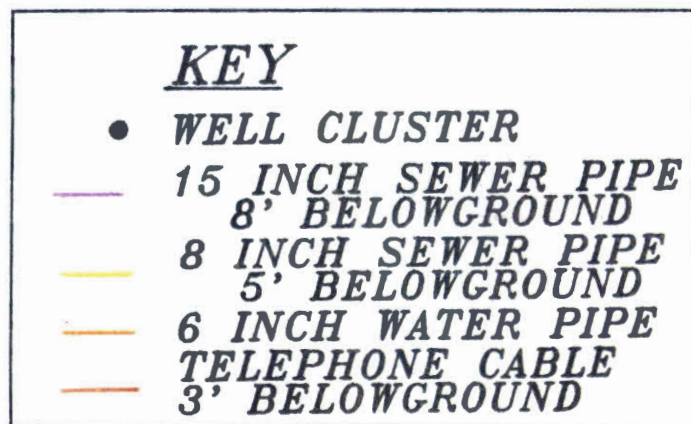 KEY
WELL CLUSTER
15 INCH SEWER PIPE
8' BELOWGROUND
8 INCH SEWER PIPE
5' BELOWGROUND
6 INCH WATER PIPE
TELEPHONE CABLE
3' BELOWGROUND